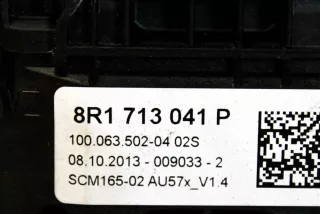 8R1 713 041 P
100.063.502-04 02S
08.10.2013 - 009033 - 2
SCM165-02 AU57x_V1.4